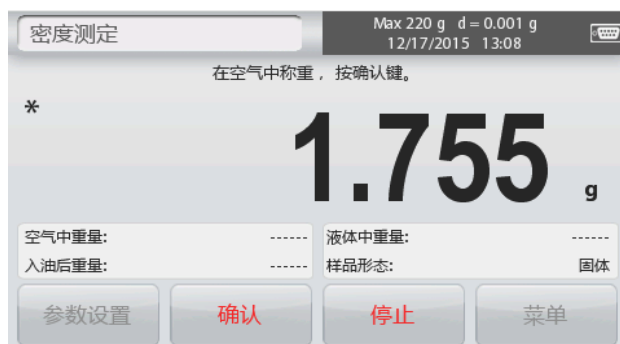 密度测定
Max 220 g d = 0.001 g
12/17/2015 13:08
在空气中称重，按确认键。
*
1.755 g
空气中重量: ------ 液体中重量: ------
入油后重量: ------ 样品形态: 固体
参数设置 确认 停止 菜单